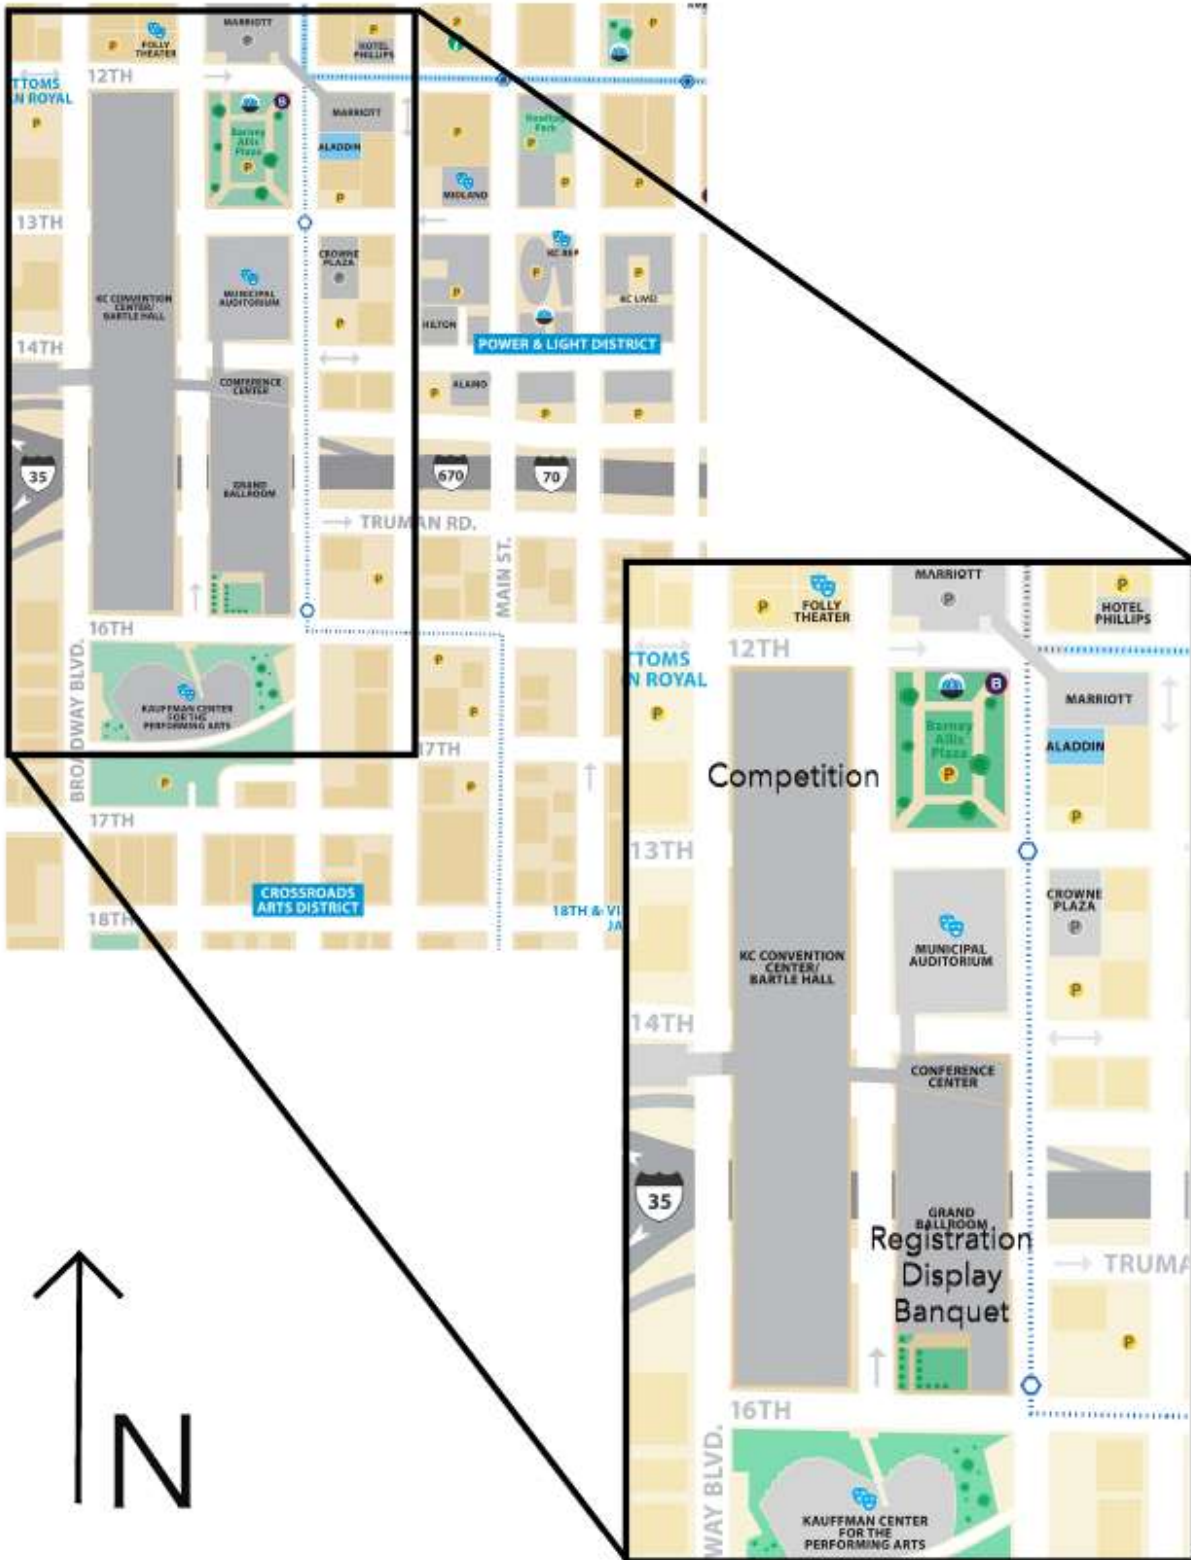 MARRIOTT
FOLLY
THEATER
HOTEL
PHILLIPS
P
P
P
P
12TH
TTOMS
N ROYAL
P
B
Barney
Allis
Plaza
P
MARRIOTT
ALADDIN
P
P
MIDLAND
P
P
P
P
13TH
KC CONVENTION
CENTER/
BARTLE HALL
MUNICIPAL
AUDITORIUM
CROWNE
PLAZA
P
P
P
HILTON
KC REP
P
P
KC LIVE!
14TH
POWER & LIGHT DISTRICT
CONFERENCE
CENTER
P
ALAMO
P
P
35
GRAND
BALLROOM
670
70
TRUMAN RD.
P
MAIN ST.
16TH
BROADWAY BLVD.
KAUFFMAN CENTER
FOR THE
PERFORMING ARTS
P
P
17TH
P
P
17TH
CROSSROADS
ARTS DISTRICT
18TH
18TH & VI
JA
MARRIOTT
P
FOLLY
THEATER
P
P
HOTEL
PHILLIPS
12TH
TTOMS
N ROYAL
P
B
Barney
Allis
Plaza
P
MARRIOTT
ALADDIN
P
Competition
13TH
KC CONVENTION
CENTER/
BARTLE HALL
MUNICIPAL
AUDITORIUM
CROWNE
PLAZA
P
P
14TH
CONFERENCE
CENTER
35
GRAND
BALLROOM
Registration
Display
Banquet
TRUMA
P
16TH
WAY BLVD.
KAUFFMAN CENTER
FOR THE
PERFORMING ARTS
N